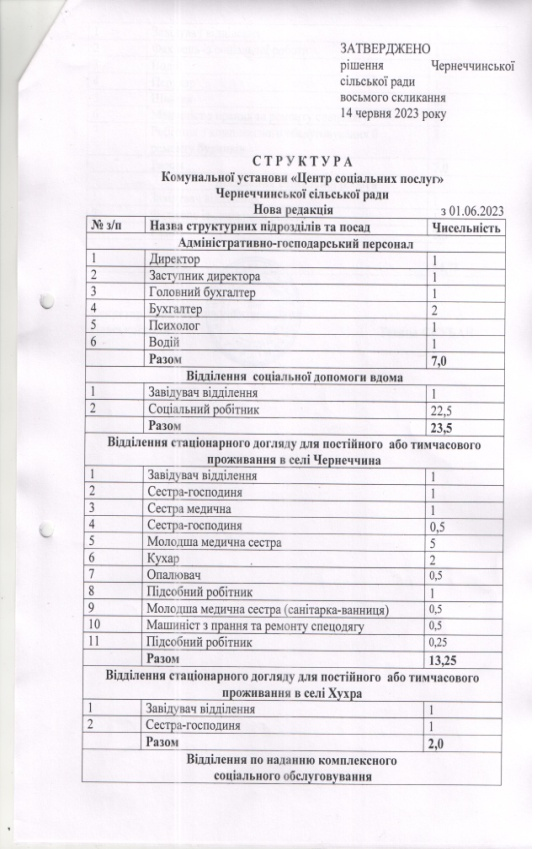 ЗАТВЕРДЖЕНО
рішення Чернеччинської
сільської ради
восьмого скликання
14 червня 2023 року
С Т Р У К Т У Р А
Комунальної установи «Центр соціальних послуг»
Чернеччинської сільської ради
Нова редакція з 01.06.2023
№ з/п Назва структурних підрозділів та посад Чисельність
Адміністративно-господарський персонал
1 Директор 1
2 Заступник директора 1
3 Головний бухгалтер 1
4 Бухгалтер 2
5 Психолог 1
6 Водій 1
Разом 7,0
Відділення соціальної допомоги вдома
1 Завідувач відділення 1
2 Соціальний робітник 22,5
Разом 23,5
Відділення стаціонарного догляду для постійного або тимчасового
проживання в селі Чернеччина
1 Завідувач відділення 1
2 Сестра-господиня 1
3 Сестра медична 1
4 Сестра-господиня 0,5
5 Молодша медична сестра 5
6 Кухар 2
7 Опалювач 0,5
8 Підсобний робітник 1
9 Молодша медична сестра (санітарка-ванниця) 0,5
10 Машиніст з прання та ремонту спецодягу 0,5
11 Підсобний робітник 0,25
Разом 13,25
Відділення стаціонарного догляду для постійного або тимчасового
проживання в селі Хухра
1 Завідувач відділення 1
2 Сестра-господиня 1
Разом 2,0
Відділення по наданню комплексного
соціального обслуговування